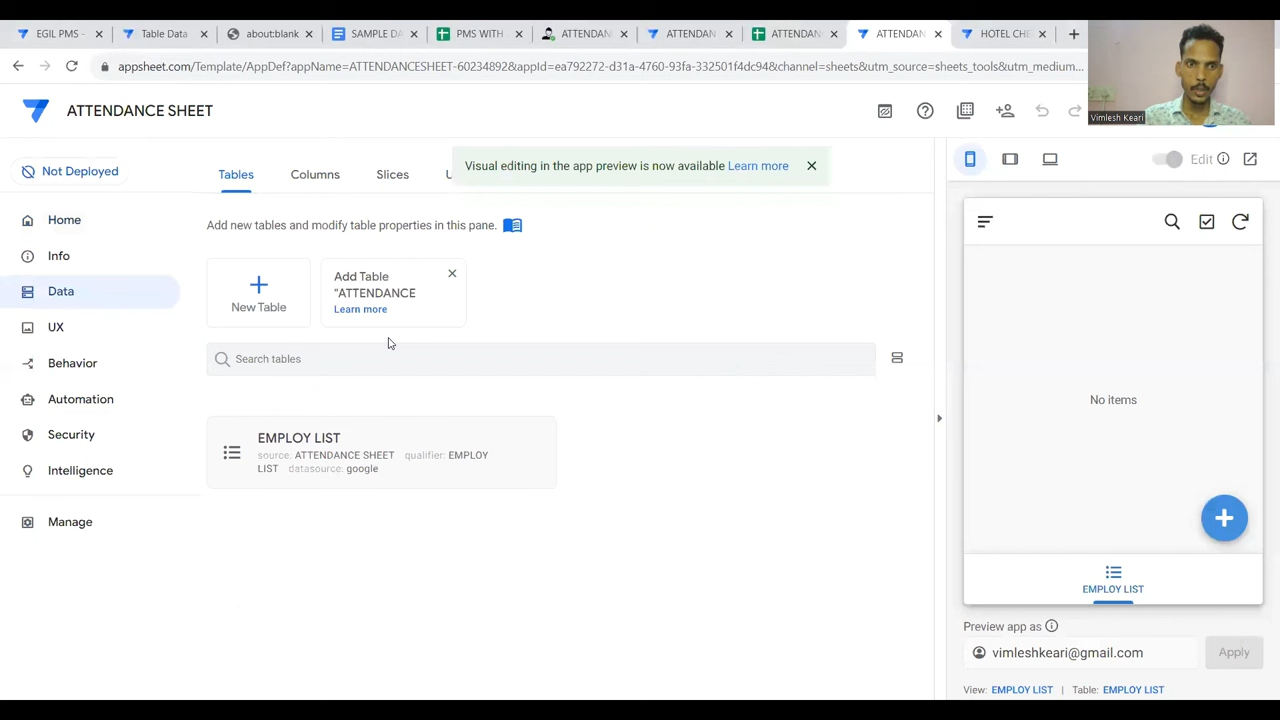 EGIL PMS -
Table Data
about:blank
SAMPLE DA
PMS WITH
ATTENDAN
ATTENDAN
ATTENDAN
ATTENDAN
HOTEL CHE
appsheet.com/Template/AppDef?appName=ATTENDANCESHEET-60234892&appId=ea792272-d31a-4760-93fa-332501f4dc94&channel=sheets&utm_source=sheets_tools&utm_medium...
Vimlesh Keari
ATTENDANCE SHEET
Not Deployed
Tables
Columns
Slices
U
Visual editing in the app preview is now available Learn more
Edit
Home
Info
Data
UX
Behavior
Automation
Security
Intelligence
Manage
Add new tables and modify table properties in this pane.
New Table
Add Table
"ATTENDANCE
Learn more
Search tables
EMPLOY LIST
source: ATTENDANCE SHEET qualifier: EMPLOY
LIST datasource: google
No items
EMPLOY LIST
Preview app as
vimleshkeari@gmail.com
Apply
View: EMPLOY LIST | Table: EMPLOY LIST